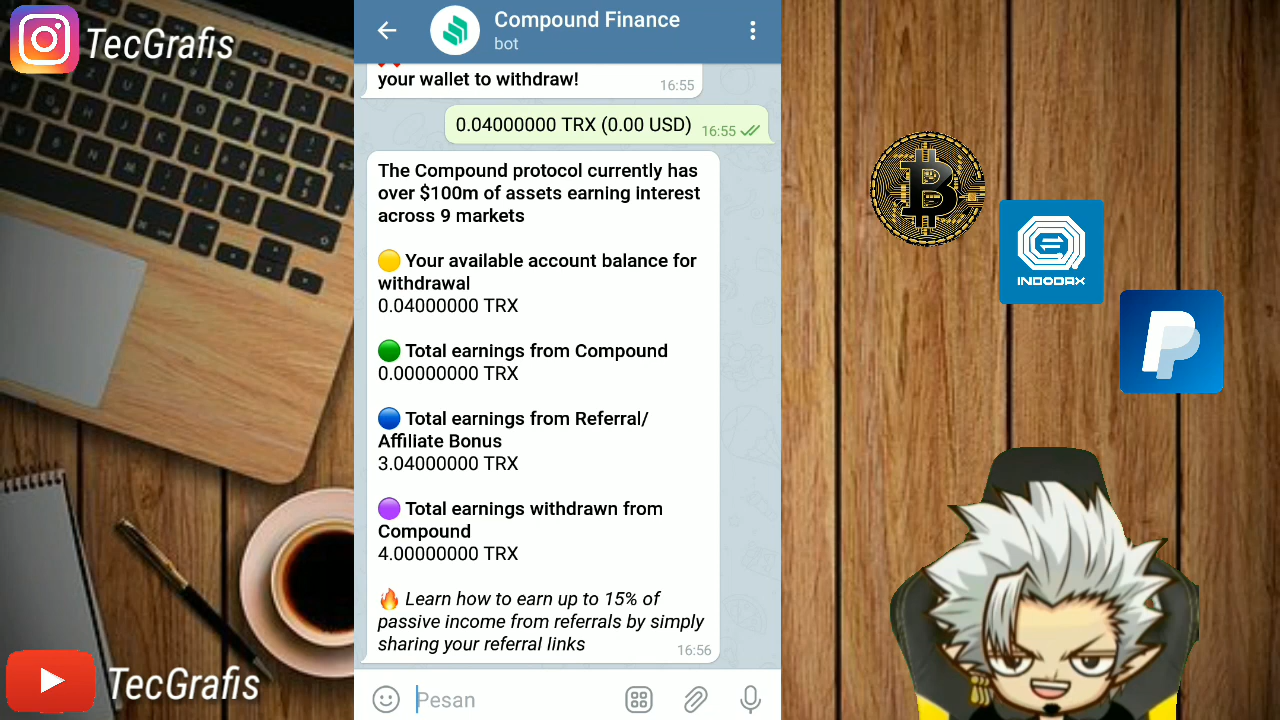 TecGrafis
Compound Finance
bot
your wallet to withdraw!
16:55
0.04000000 TRX (0.00 USD)
16:55
The Compound protocol currently has
over $100m of assets earning interest
across 9 markets
Your available account balance for
withdrawal
0.04000000 TRX
Total earnings from Compound
0.00000000 TRX
Total earnings from Referral/
Affiliate Bonus
3.04000000 TRX
Total earnings withdrawn from
Compound
4.00000000 TRX
Learn how to earn up to 15% of
passive income from referrals by simply
sharing your referral links
16:56
Pesan
INDODAX
TecGrafis